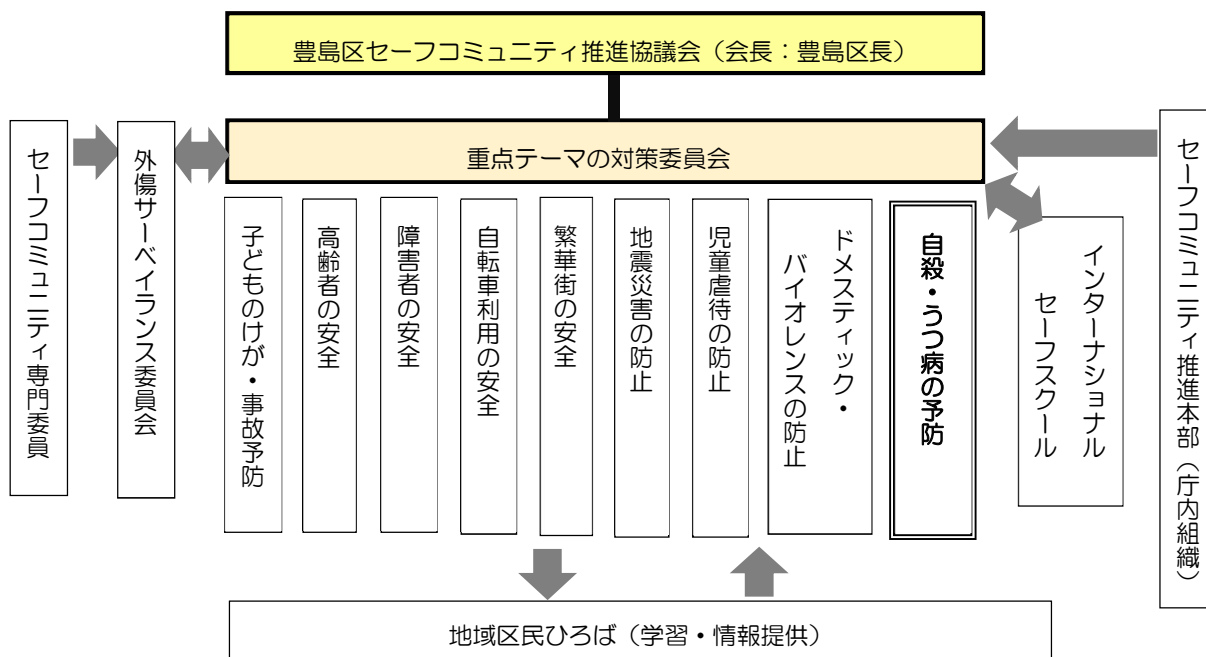 豊島区セーフコミュニティ推進協議会（会長：豊島区長）
重点テーマの対策委員会
セーフコミュニティ専門委員
外傷サーベイランス委員会
子どものけが・事故予防
高齢者の安全
障害者の安全
自転車利用の安全
繁華街の安全
地震災害の防止
児童虐待の防止
ドメスティック・
バイオレンスの防止
自殺・うつ病の予防
インターナショナル
セーフスクール
セーフコミュニティ推進本部（庁内組織）
地域区民ひろば（学習・情報提供）